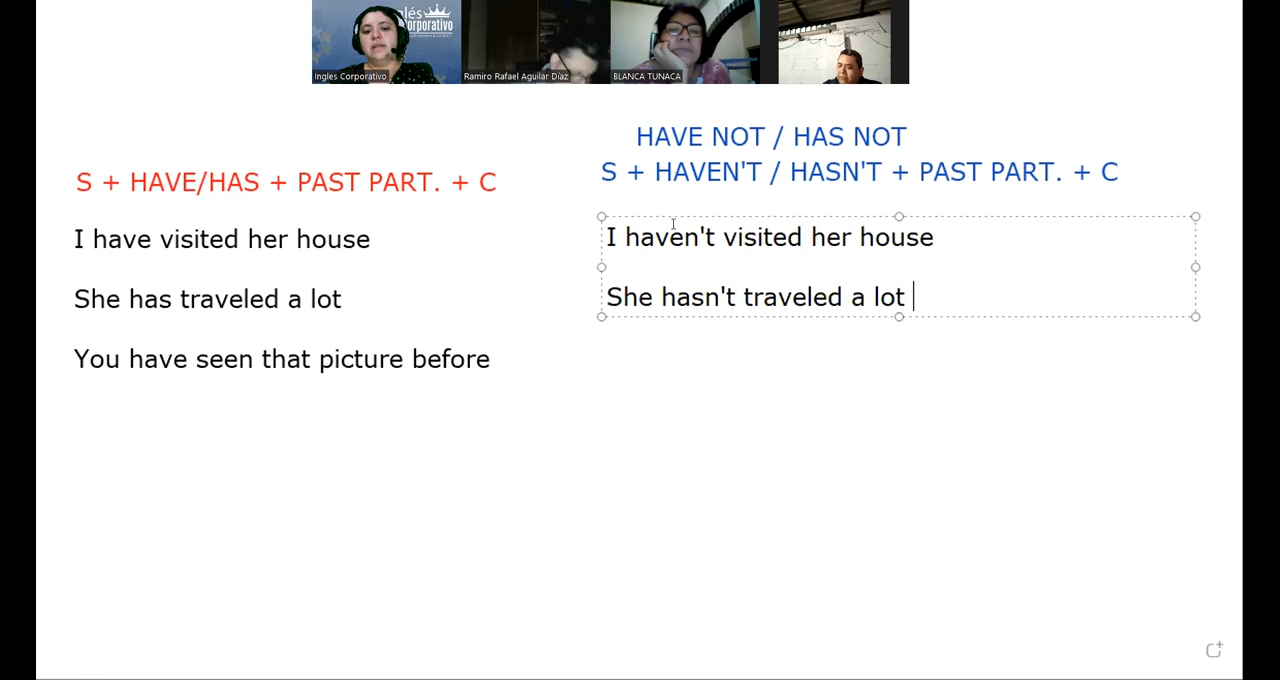 glés
orporativo
Ingles Corporativo
Ramiro Rafael Aguilar Díaz
BLANCA TUNACA
S + HAVE/HAS + PAST PART. + C
I have visited her house
She has traveled a lot
You have seen that picture before
HAVE NOT / HAS NOT
S + HAVEN'T / HASN'T + PAST PART. + C
I haven't visited her house
She hasn't traveled a lot